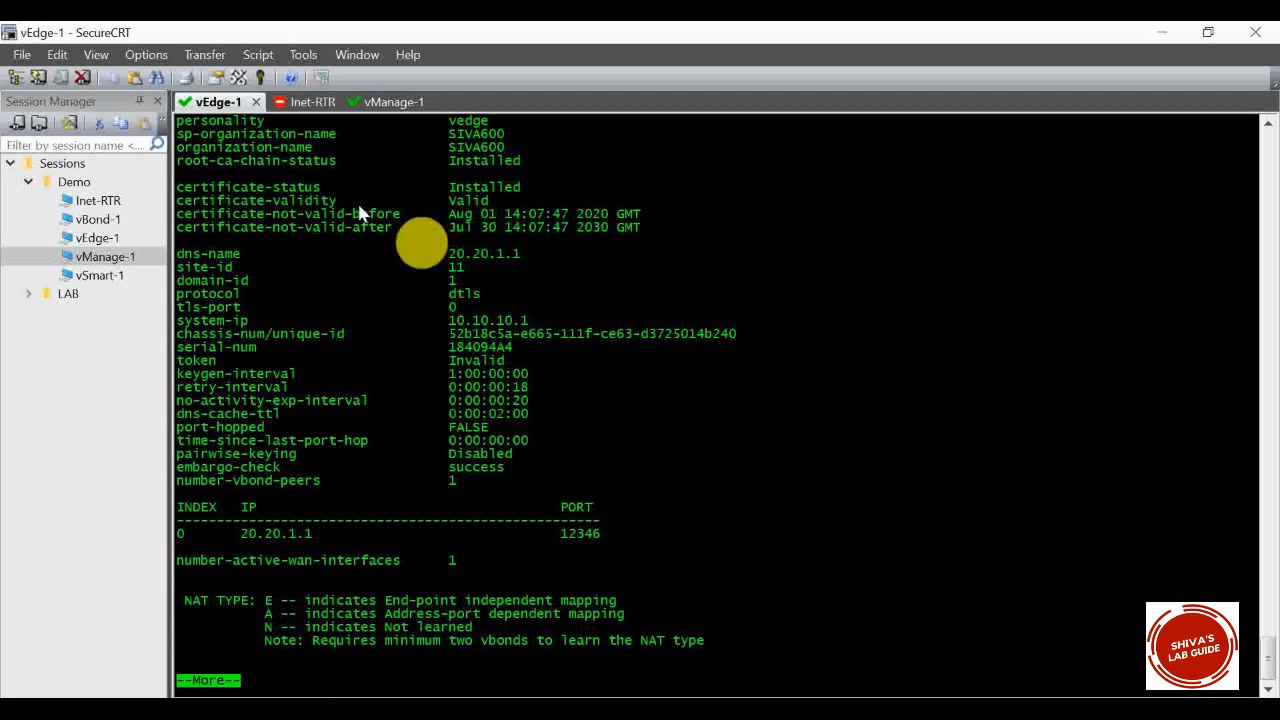 vEdge-1 - SecureCRT
File Edit View Options Transfer Script Tools Window Help
Session Manager
vEdge-1 Inet-RTR vManage-1
Filter by session name <...
Sessions
Demo
Inet-RTR
vBond-1
vEdge-1
vManage-1
vSmart-1
LAB
personality vedge
sp-organization-name SIVA600
organization-name SIVA600
root-ca-chain-status Installed
certificate-status Installed
certificate-validity Valid
certificate-not-valid-before Aug 01 14:07:47 2020 GMT
certificate-not-valid-after Jul 30 14:07:47 2030 GMT
dns-name 20.20.1.1
site-id 11
domain-id 1
protocol dtls
tls-port 0
system-ip 10.10.10.1
chassis-num/unique-id 52b18c5a-e665-111f-ce63-d3725014b240
serial-num 184094A4
token Invalid
keygen-interval 1:00:00:00
retry-interval 0:00:00:18
no-activity-exp-interval 0:00:00:20
dns-cache-ttl 0:00:02:00
port-hopped FALSE
time-since-last-port-hop 0:00:00:00
pairwise-keying Disabled
embargo-check success
number-vbond-peers 1
INDEX IP PORT
-----------------------------------------------------
0 20.20.1.1 12346
number-active-wan-interfaces 1
NAT TYPE: E -- indicates End-point independent mapping
A -- indicates Address-port dependent mapping
N -- indicates Not learned
Note: Requires minimum two vbonds to learn the NAT type
--More--
SHIVA'S
LAB GUIDE